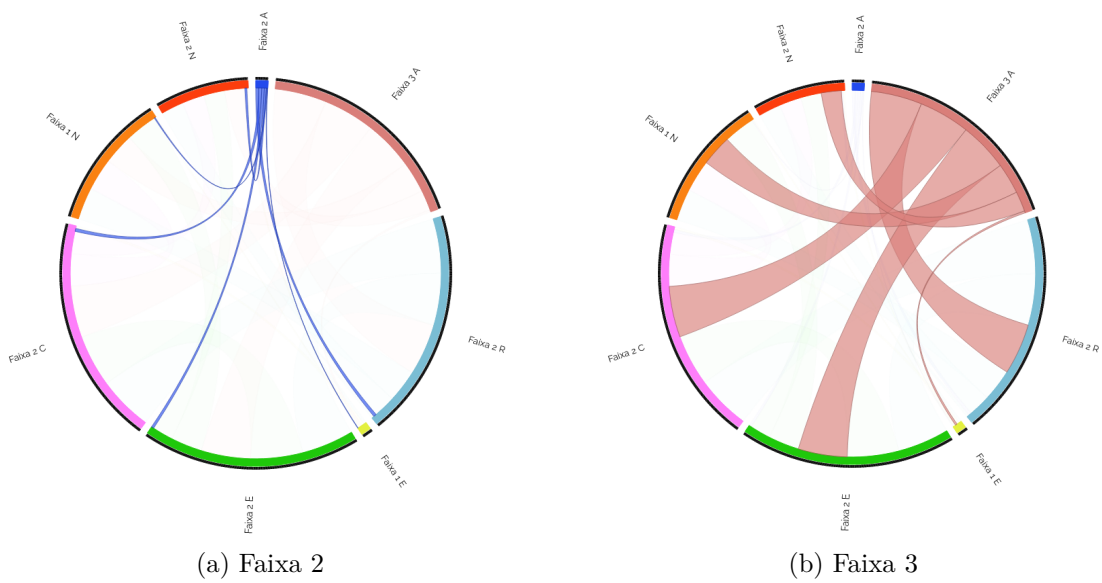 Faixa 2 A
Faixa 2 N
Faixa 3 A
Faixa 1 N
Faixa 2 R
Faixa 2 C
Faixa 1 E
Faixa 2 E
(a) Faixa 2
Faixa 2 A
Faixa 2 N
Faixa 3 A
Faixa 1 N
Faixa 2 R
Faixa 2 C
Faixa 1 E
Faixa 2 E
(b) Faixa 3